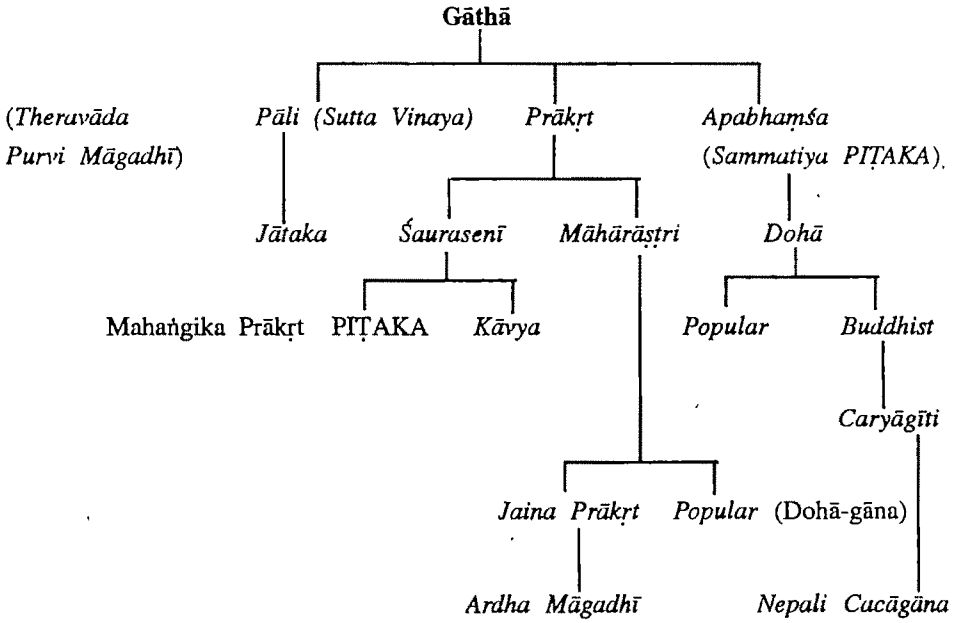 Gāthā
(Theravāda Pāli (Sutta Vinaya) Prākṛt Apabhaṃśa
Purvi Māgadhī) (Sammatiya PIṬAKA)
Jātaka Śaurasenī Māhārāṣṭri Dohā
Mahaṅgika Prākṛt PIṬAKA Kāvya Popular Buddhist
Caryāgīti
Jaina Prākṛt Popular (Dohā-gāna)
Ardha Māgadhī Nepali Cacāgāna